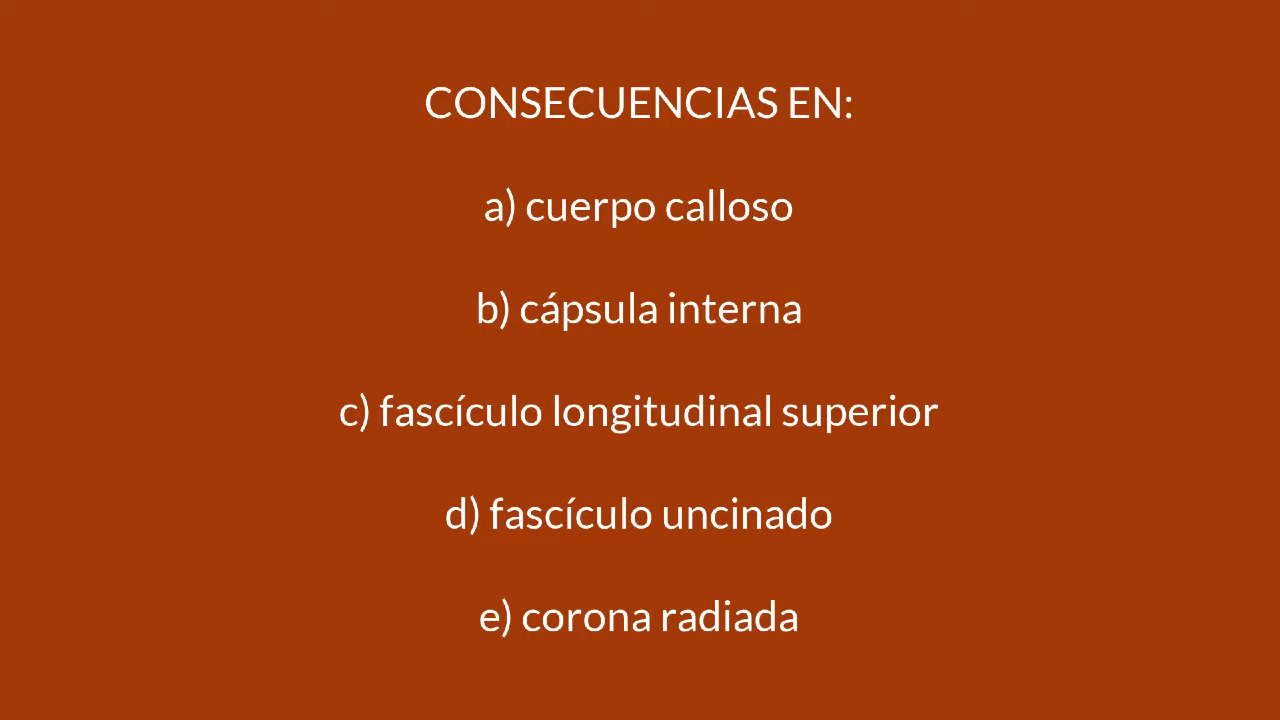 CONSECUENCIAS EN:
a) cuerpo calloso
b) cápsula interna
c) fascículo longitudinal superior
d) fascículo uncinado
e) corona radiada